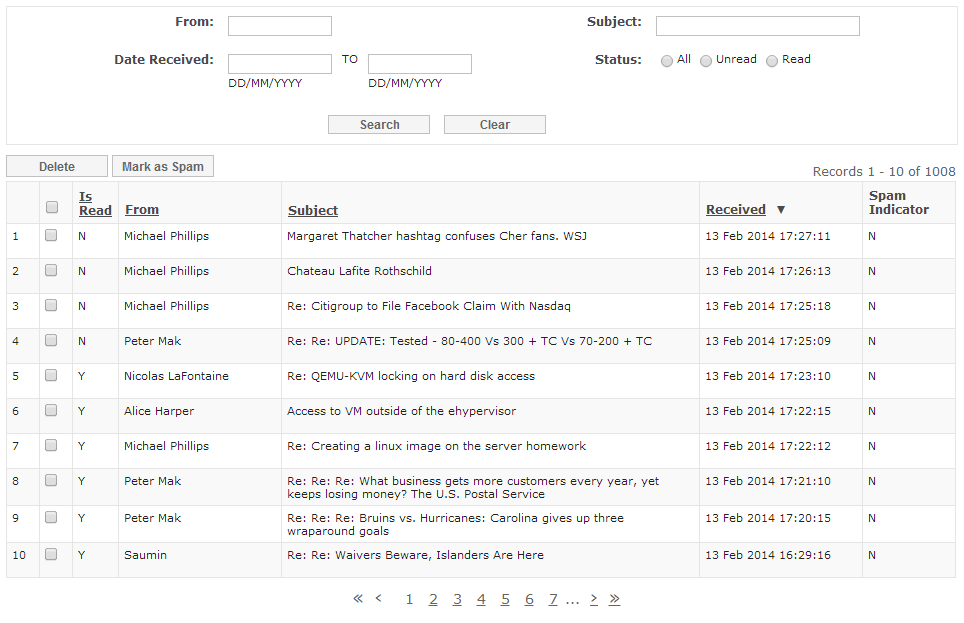 From: Subject:
Date Received: TO Status: All Unread Read
DD/MM/YYYY DD/MM/YYYY
Search Clear
Delete Mark as Spam
Records 1 - 10 of 1008
Is Read From Subject Received ▼ Spam Indicator
1 N Michael Phillips Margaret Thatcher hashtag confuses Cher fans. WSJ 13 Feb 2014 17:27:11 N
2 N Michael Phillips Chateau Lafite Rothschild 13 Feb 2014 17:26:13 N
3 N Michael Phillips Re: Citigroup to File Facebook Claim With Nasdaq 13 Feb 2014 17:25:18 N
4 N Peter Mak Re: Re: UPDATE: Tested - 80-400 Vs 300 + TC Vs 70-200 + TC 13 Feb 2014 17:25:09 N
5 Y Nicolas LaFontaine Re: QEMU-KVM locking on hard disk access 13 Feb 2014 17:23:10 N
6 Y Alice Harper Access to VM outside of the ehypervisor 13 Feb 2014 17:22:15 N
7 Y Michael Phillips Re: Creating a linux image on the server homework 13 Feb 2014 17:22:12 N
8 Y Peter Mak Re: Re: Re: What business gets more customers every year, yet 13 Feb 2014 17:21:10 N
keeps losing money? The U.S. Postal Service
9 Y Peter Mak Re: Re: Re: Bruins vs. Hurricanes: Carolina gives up three 13 Feb 2014 17:20:15 N
wraparound goals
10 Y Saumin Re: Re: Waivers Beware, Islanders Are Here 13 Feb 2014 16:29:16 N
« < 1 2 3 4 5 6 7 ... > »